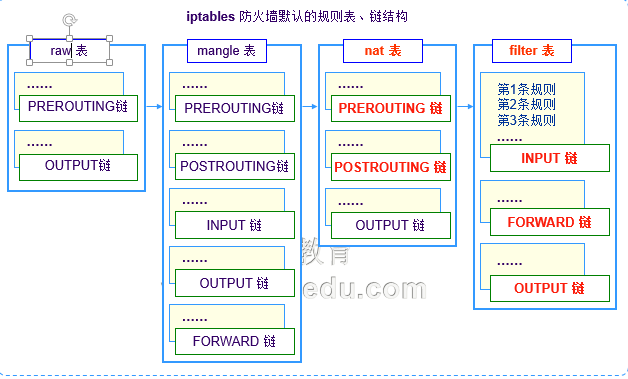 iptables 防火墙默认的规则表、链结构
raw 表
......
PREROUTING链
......
OUTPUT链
mangle 表
......
PREROUTING链
......
POSTROUTING链
......
INPUT 链
......
OUTPUT 链
......
FORWARD 链
nat 表
......
PREROUTING 链
......
POSTROUTING 链
......
OUTPUT 链
filter 表
第1条规则
第2条规则
第3条规则
......
INPUT 链
......
FORWARD 链
......
OUTPUT 链
教育
edu.com